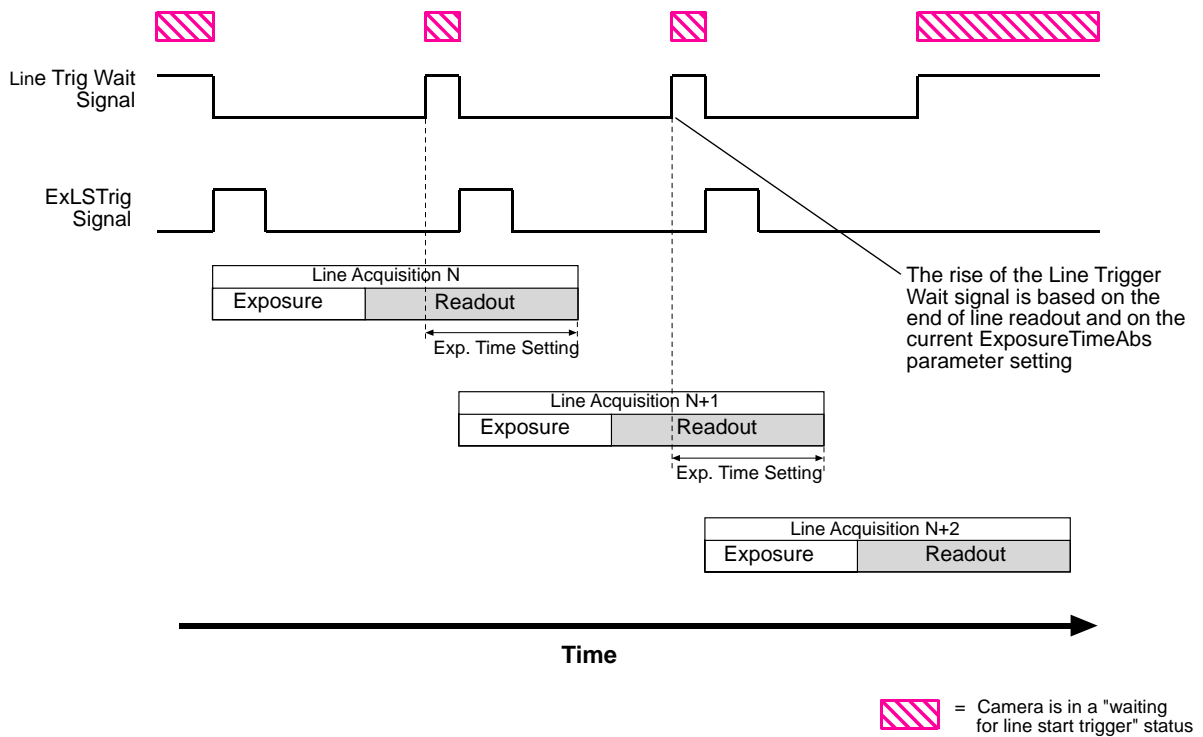 Line Trig Wait
Signal
ExLSTrig
Signal
Line Acquisition N
Exposure
Readout
Exp. Time Setting
The rise of the Line Trigger
Wait signal is based on the
end of line readout and on the
current ExposureTimeAbs
parameter setting
Line Acquisition N+1
Exposure
Readout
Exp. Time Setting
Line Acquisition N+2
Exposure
Readout
Time
= Camera is in a "waiting
for line start trigger" status